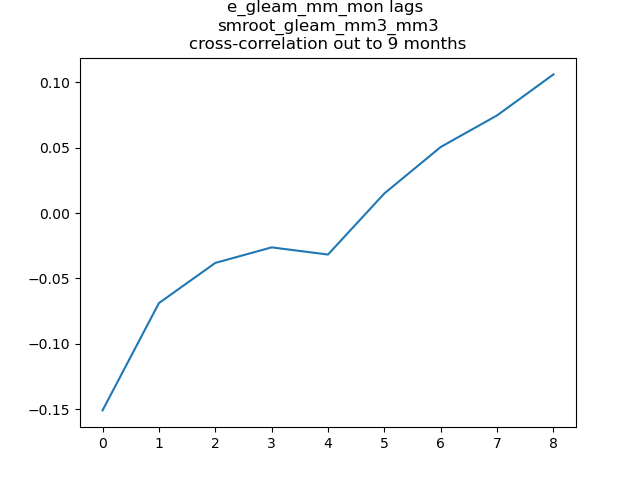 e_gleam_mm_mon lags
smroot_gleam_mm3_mm3
cross-correlation out to 9 months
0.10
0.05
0.00
−0.05
−0.10
−0.15
0 1 2 3 4 5 6 7 8